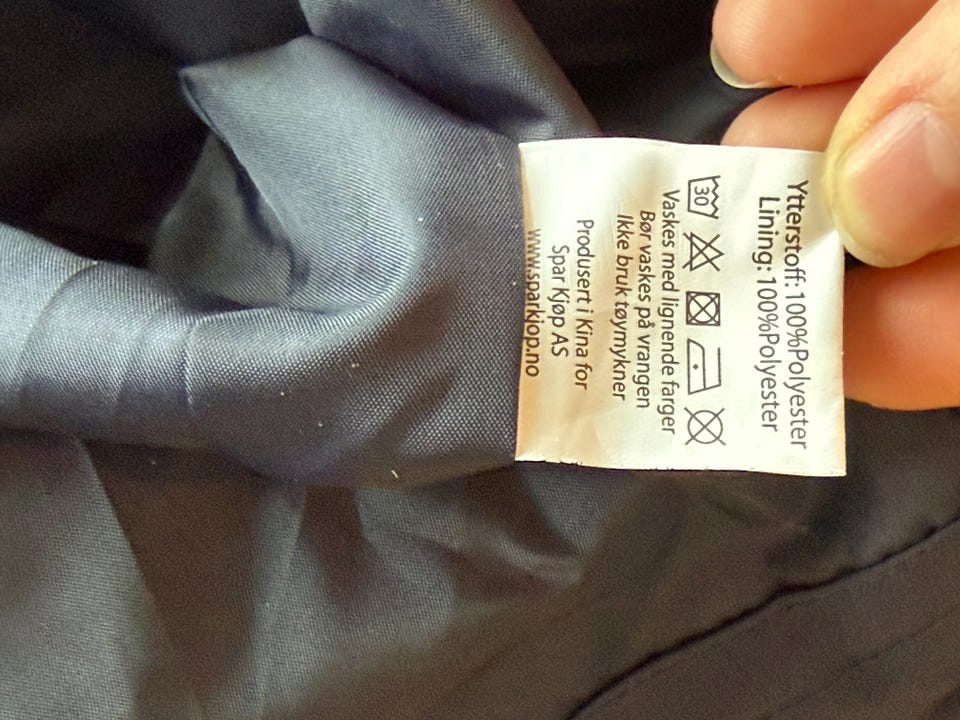 Ytterstoff:100%Polyester
Lining:100%Polyester
30
Vaskes med lignende farger
Bør vaskes på vrangen
Ikke bruk tøymykner
Produsert i Kina for
Spar Kjøp AS
www.sparkjop.no